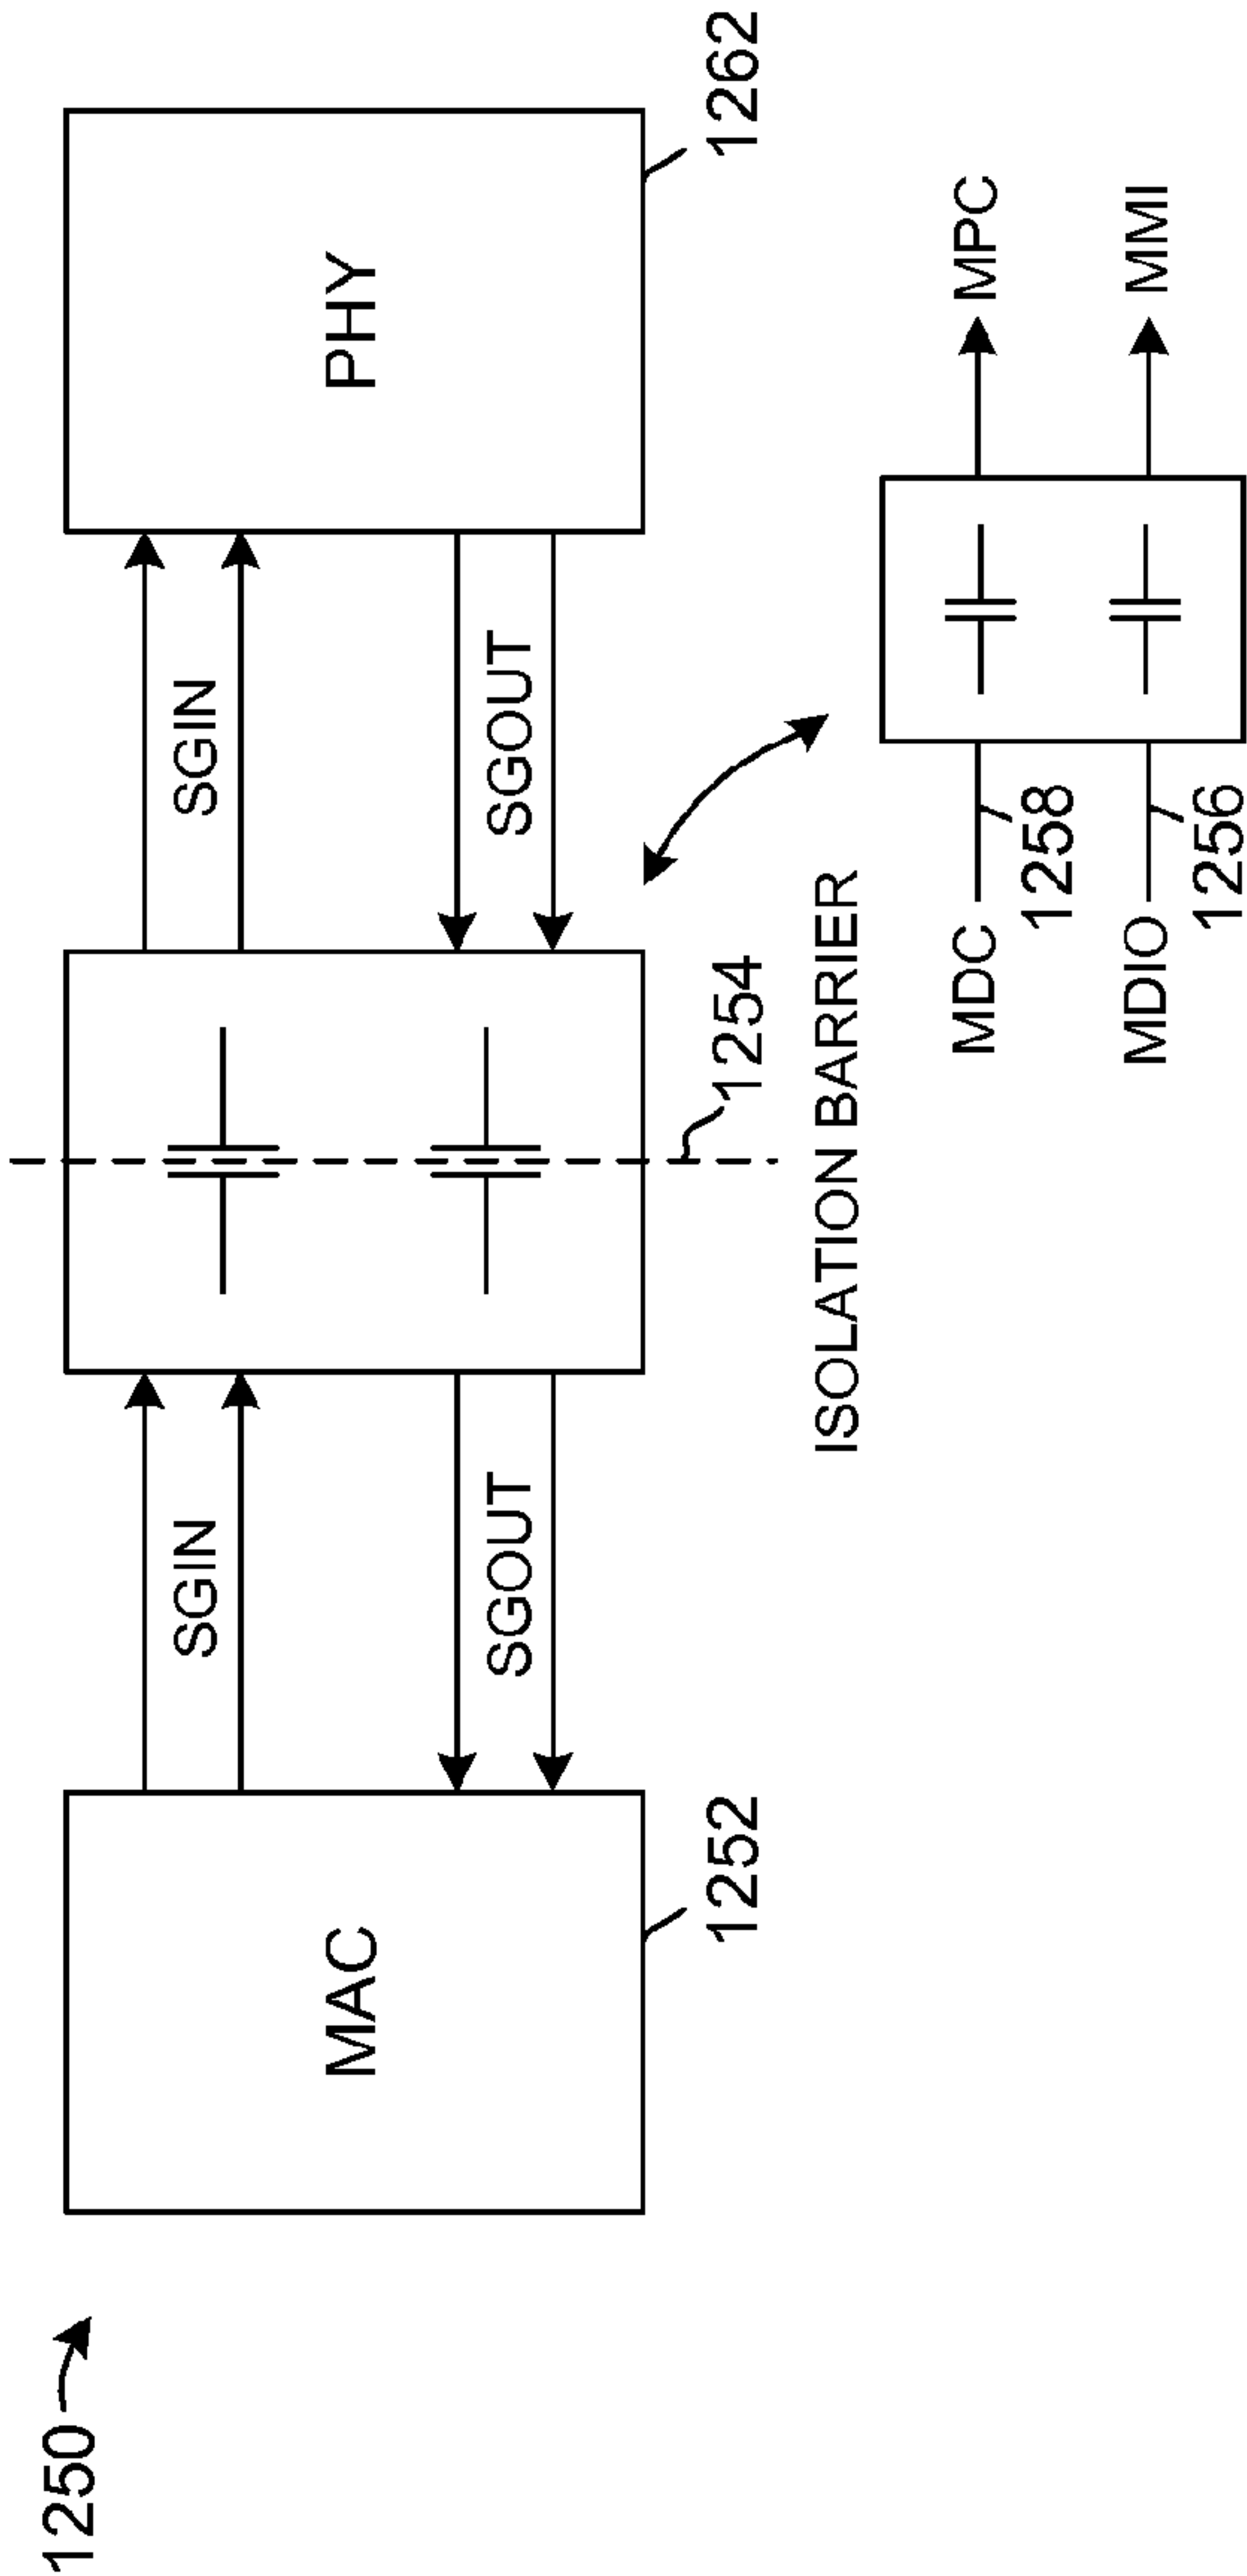 1250
MAC
1252
SGIN
SGOUT
1254
ISOLATION BARRIER
SGIN
SGOUT
PHY
1262
MDC
1258
MPC
MDIO
1256
MMI